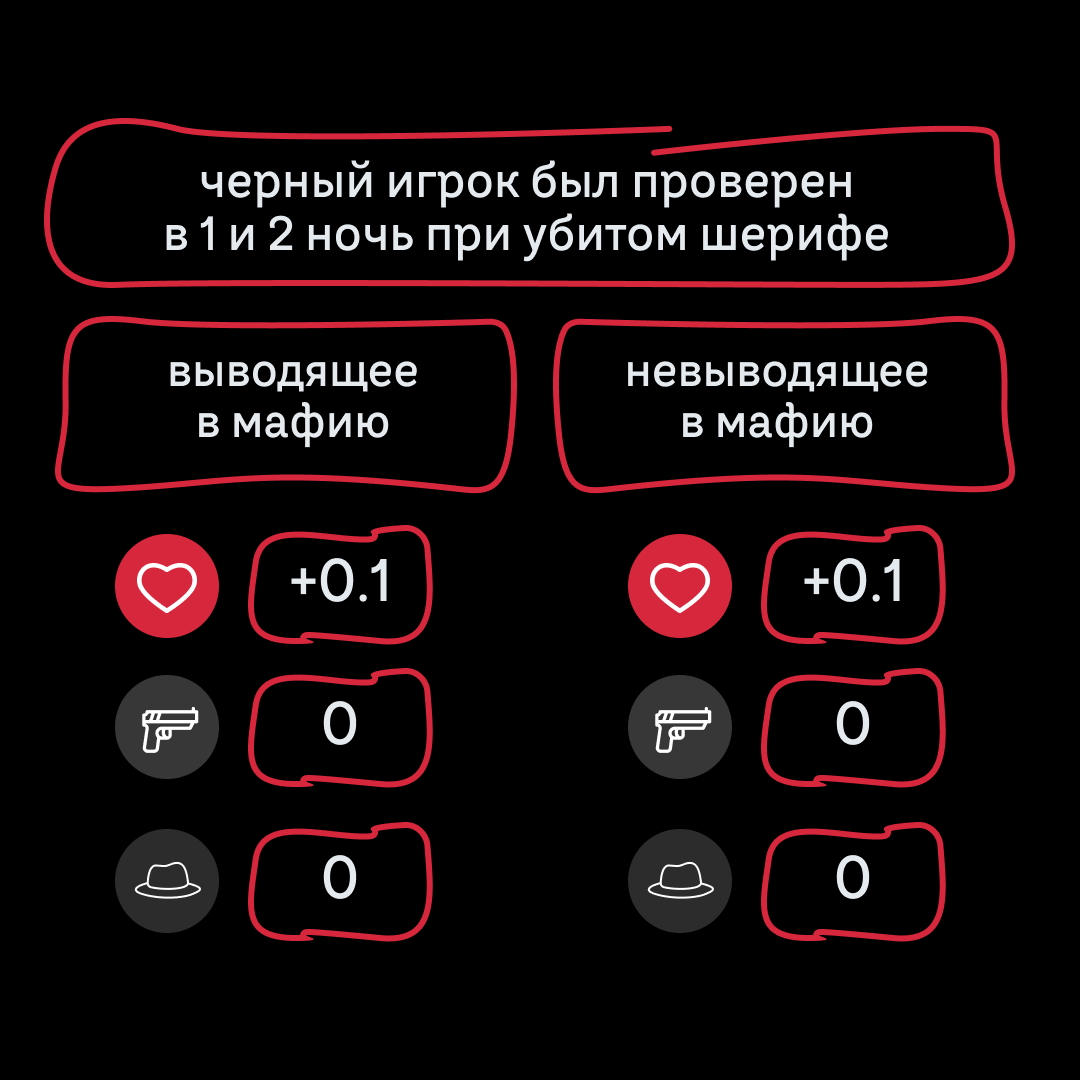 черный игрок был проверен
в 1 и 2 ночь при убитом шерифе
выводящее
в мафию
невыводящее
в мафию
+0.1
+0.1
0
0
0
0